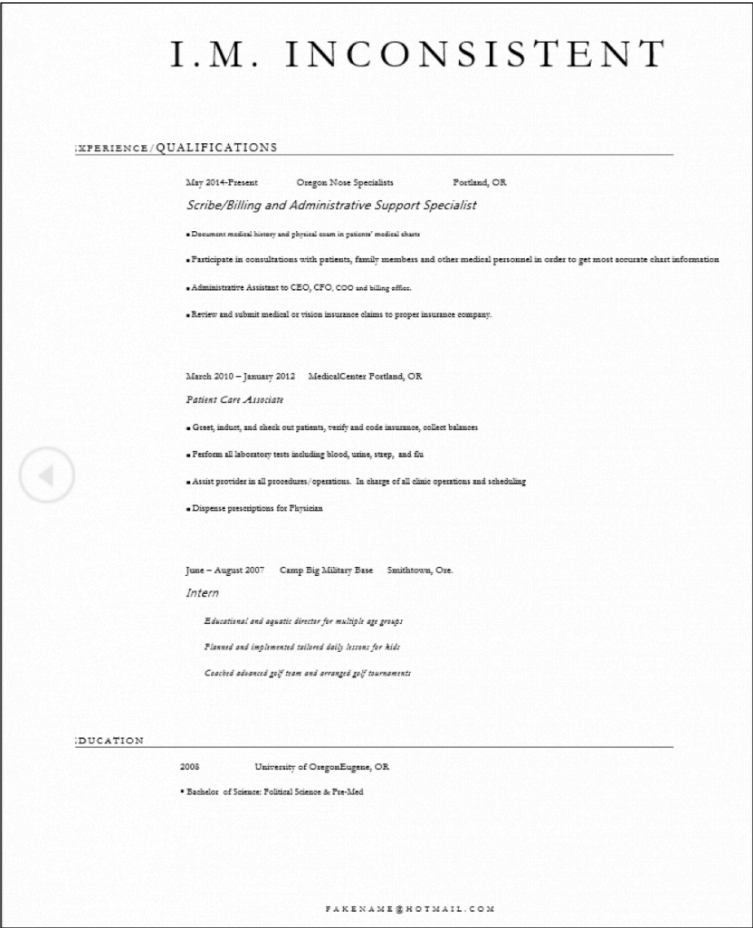 I.M. INCONSISTENT
EXPERIENCE/QUALIFICATIONS
May 2014-Present Oregon Nose Specialists Portland, OR
Scribe/Billing and Administrative Support Specialist
▪ Document medical history and physical exam in patients' medical charts
▪ Participate in consultations with patients, family members and other medical personnel in order to get most accurate chart information
▪ Administrative Assistant to CEO, CFO, COO and billing office.
▪ Review and submit medical or vision insurance claims to proper insurance company.
March 2010 – January 2012 MedicalCenter Portland, OR
Patient Care Associate
▪ Greet, induct, and check out patients, verify and code insurance, collect balances
▪ Perform all laboratory tests including blood, urine, strep, and flu
▪ Assist provider in all procedures/operations. In charge of all clinic operations and scheduling
▪ Dispense prescriptions for Physician
June – August 2007 Camp Big Military Base Smithtown, Ore.
Intern
Educational and aquatic director for multiple age groups
Planned and implemented tailored daily lessons for kids
Coached advanced golf team and arranged golf tournaments
EDUCATION
2008 University of OregonEugene, OR
• Bachelor of Science: Political Science & Pre-Med
FAKENAME@HOTMAIL.COM